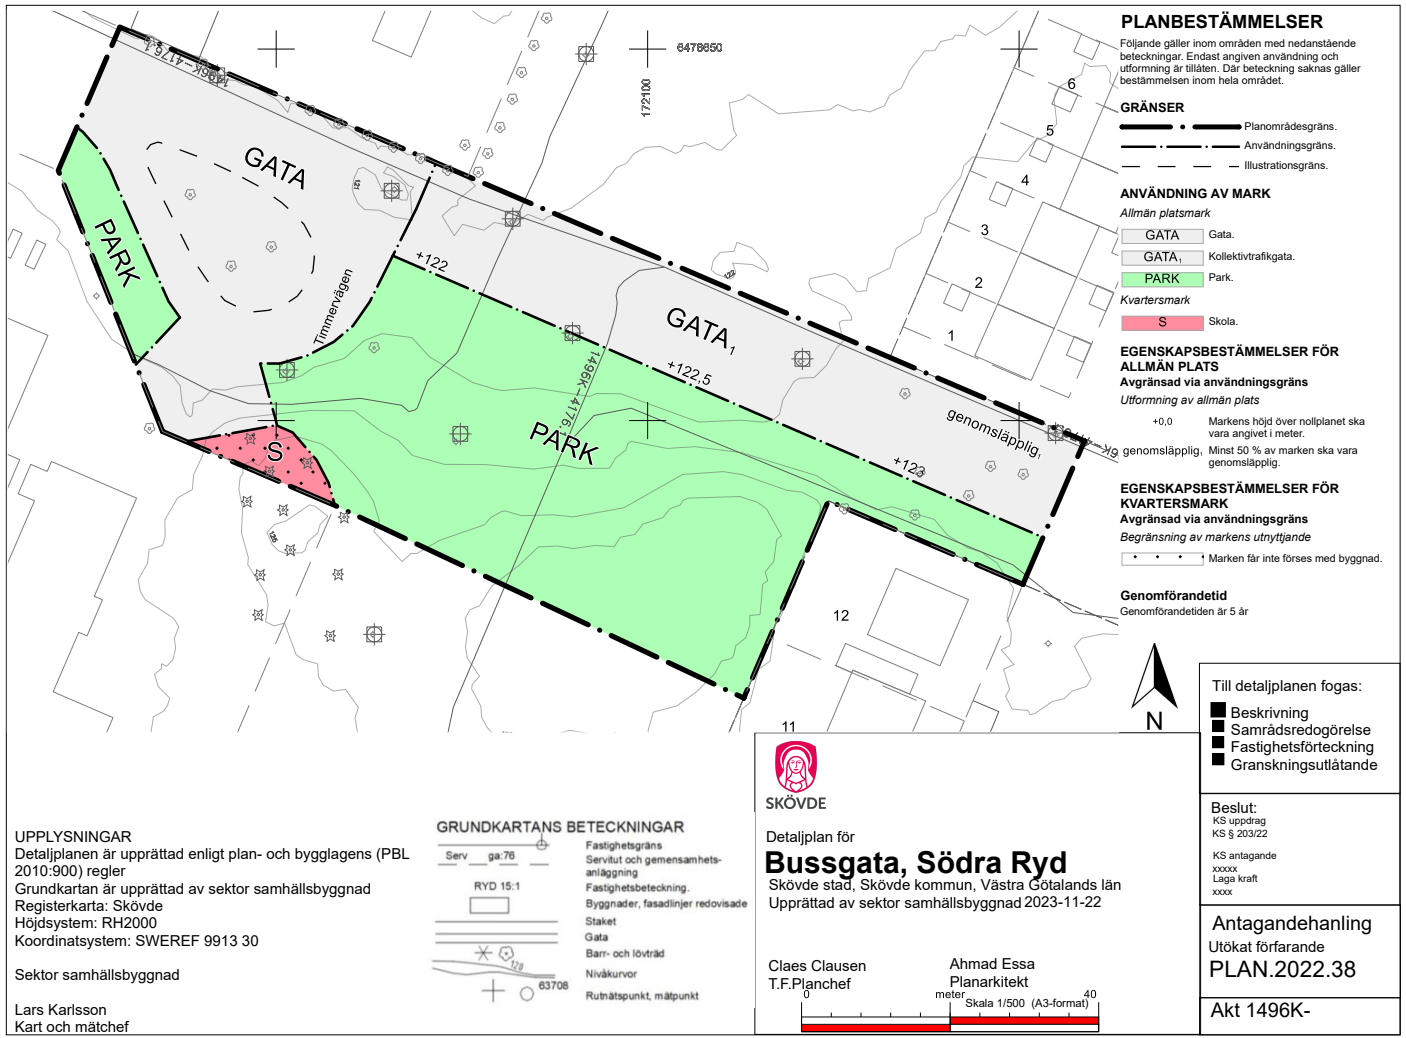 PLANBESTÄMMELSER
Följande gäller inom områden med nedanstående
beteckningar. Endast angiven användning och
utformning är tillåten. Där beteckning saknas gäller
bestämmelsen inom hela området.
GRÄNSER
Planområdesgräns.
Användningsgräns.
Illustrationsgräns.
ANVÄNDNING AV MARK
Allmän platsmark
GATA Gata.
GATA₁ Kollektivtrafikgata.
PARK Park.
Kvartersmark
S Skola.
EGENSKAPSBESTÄMMELSER FÖR
ALLMÄN PLATS
Avgränsad via användningsgräns
Utformning av allmän plats
+0,0 Markens höjd över nollplanet ska
vara angivet i meter.
genomsläpplig₁ Minst 50 % av marken ska vara
genomsläpplig.
EGENSKAPSBESTÄMMELSER FÖR
KVARTERSMARK
Avgränsad via användningsgräns
Begränsning av markens utnyttjande
Marken får inte förses med byggnad.
Genomförandetid
Genomförandetiden är 5 år
N
6478650
172100
1496K-4176.1
GATA
PARK
Timmervägen
+122
GATA₁
+122,5
1496K-4176.1
PARK
genomsläpplig₁
+123
S
121
122
126
6
5
4
3
2
1
12
11
Till detaljplanen fogas:
Beskrivning
Samrådsredogörelse
Fastighetsförteckning
Granskningsutlåtande
Beslut:
KS uppdrag
KS § 203/22
KS antagande
xxxxx
Laga kraft
xxxx
Antagandehanling
Utökat förfarande
PLAN.2022.38
Akt 1496K-
SKÖVDE
Detaljplan för
Bussgata, Södra Ryd
Skövde stad, Skövde kommun, Västra Götalands län
Upprättad av sektor samhällsbyggnad 2023-11-22
Claes Clausen
T.F.Planchef
Ahmad Essa
Planarkitekt
0 meter 40
Skala 1/500 (A3-format)
GRUNDKARTANS BETECKNINGAR
Fastighetsgräns
Serv ga:76 Servitut och gemensamhets-
anläggning
RYD 15:1 Fastighetsbeteckning.
Byggnader, fasadlinjer redovisade
Staket
Gata
Barr- och lövträd
128 Nivåkurvor
63708 Rutnätspunkt, mätpunkt
UPPLYSNINGAR
Detaljplanen är upprättad enligt plan- och bygglagens (PBL
2010:900) regler
Grundkartan är upprättad av sektor samhällsbyggnad
Registerkarta: Skövde
Höjdsystem: RH2000
Koordinatsystem: SWEREF 9913 30
Sektor samhällsbyggnad
Lars Karlsson
Kart och mätchef